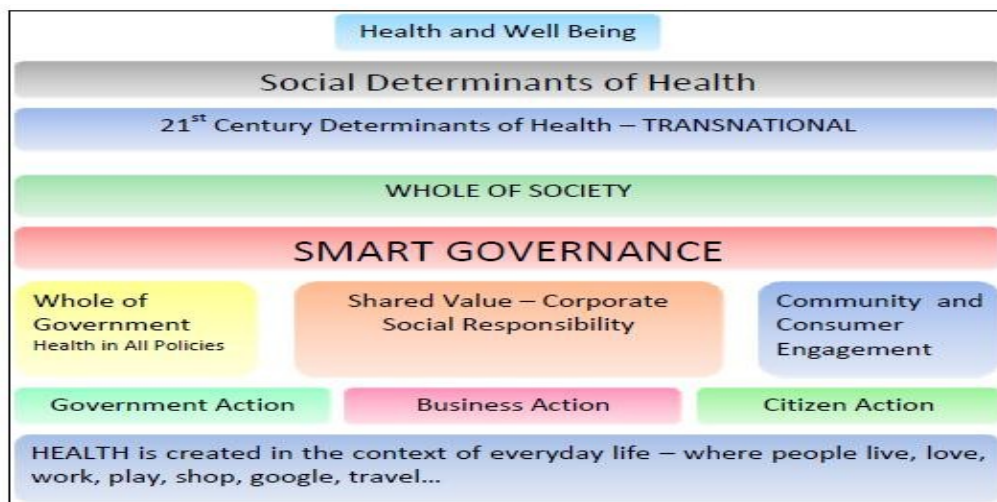 Health and Well Being
Social Determinants of Health
21st Century Determinants of Health – TRANSNATIONAL
WHOLE OF SOCIETY
SMART GOVERNANCE
Whole of
Government
Health in All Policies
Shared Value – Corporate
Social Responsibility
Community and
Consumer
Engagement
Government Action
Business Action
Citizen Action
HEALTH is created in the context of everyday life – where people live, love,
work, play, shop, google, travel...